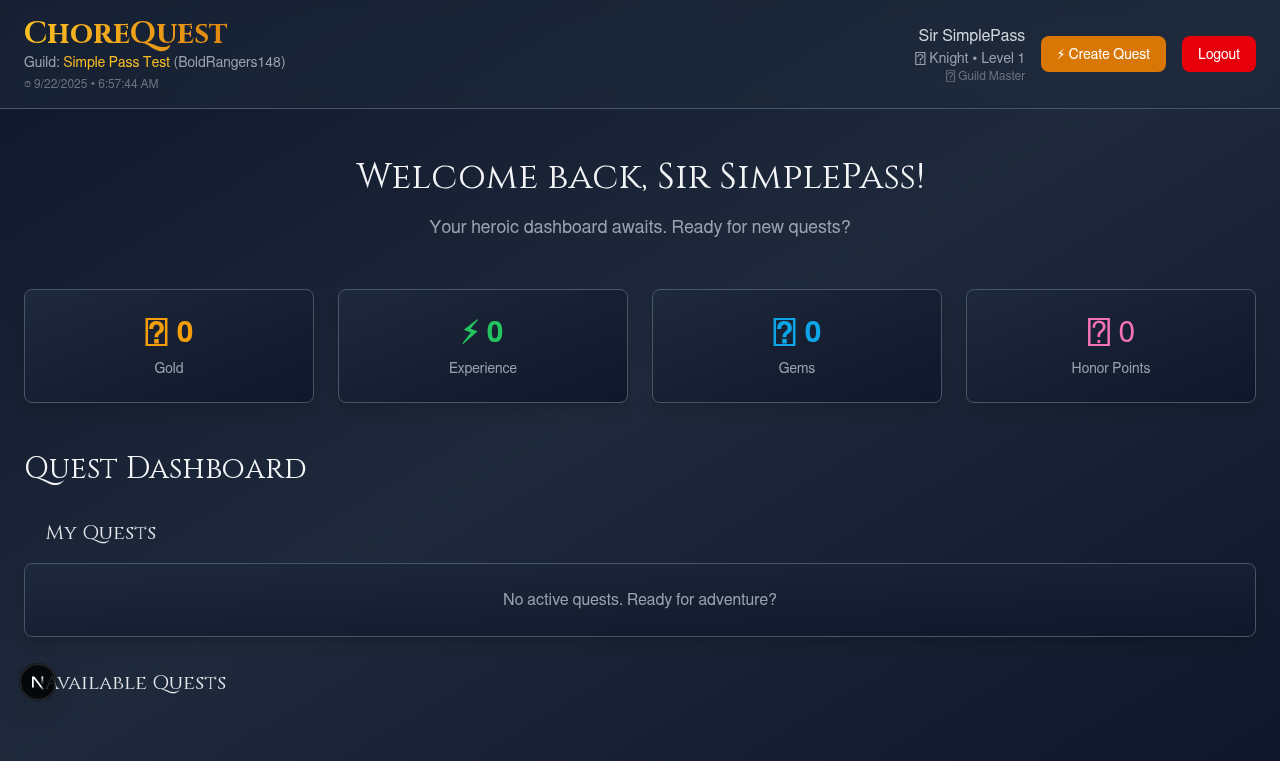 ChoreQuest
Guild: Simple Pass Test (BoldRangers148)
9/22/2025 • 6:57:44 AM
Sir SimplePass
Knight • Level 1
Guild Master
⚡ Create Quest
Logout
Welcome back, Sir SimplePass!
Your heroic dashboard awaits. Ready for new quests?
0
Gold
⚡ 0
Experience
0
Gems
0
Honor Points
Quest Dashboard
My Quests
No active quests. Ready for adventure?
N
Available Quests